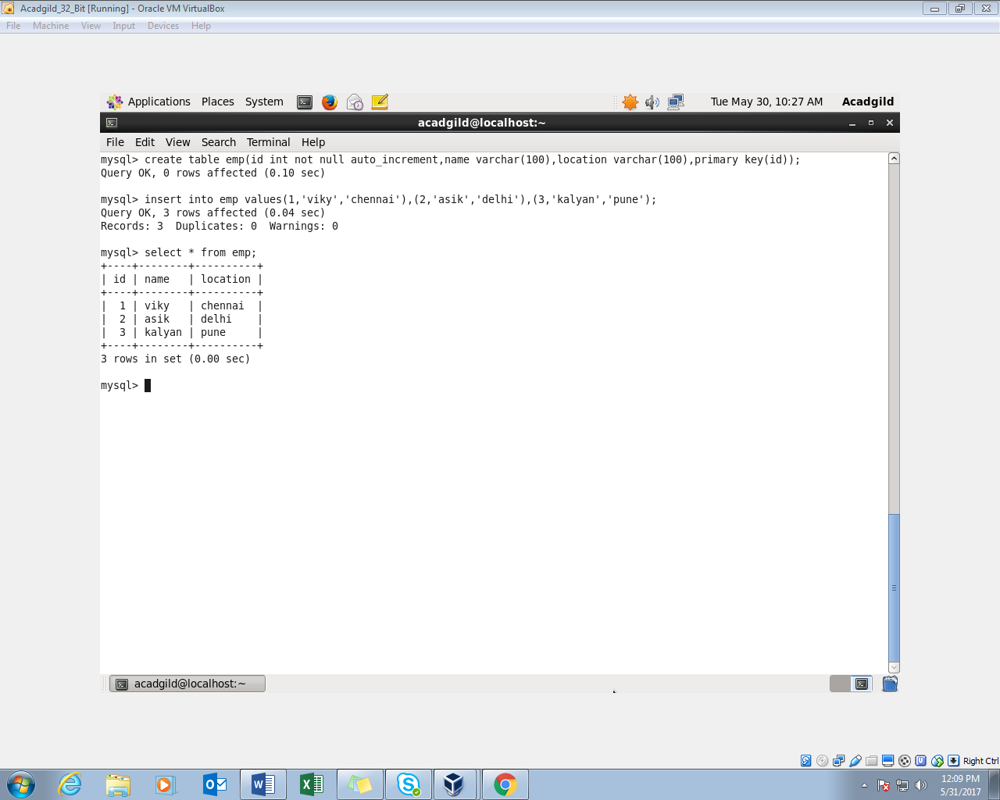 Acadgild_32_Bit [Running] - Oracle VM VirtualBox
File Machine View Input Devices Help
Applications Places System Tue May 30, 10:27 AM Acadgild
acadgild@localhost:~
File Edit View Search Terminal Help
mysql> create table emp(id int not null auto_increment,name varchar(100),location varchar(100),primary key(id));
Query OK, 0 rows affected (0.10 sec)
mysql> insert into emp values(1,'viky','chennai'),(2,'asik','delhi'),(3,'kalyan','pune');
Query OK, 3 rows affected (0.04 sec)
Records: 3  Duplicates: 0  Warnings: 0
mysql> select * from emp;
+----+--------+----------+
| id | name   | location |
+----+--------+----------+
|  1 | viky   | chennai  |
|  2 | asik   | delhi    |
|  3 | kalyan | pune     |
+----+--------+----------+
3 rows in set (0.00 sec)
mysql>
acadgild@localhost:~
Right Ctrl
12:09 PM
5/31/2017